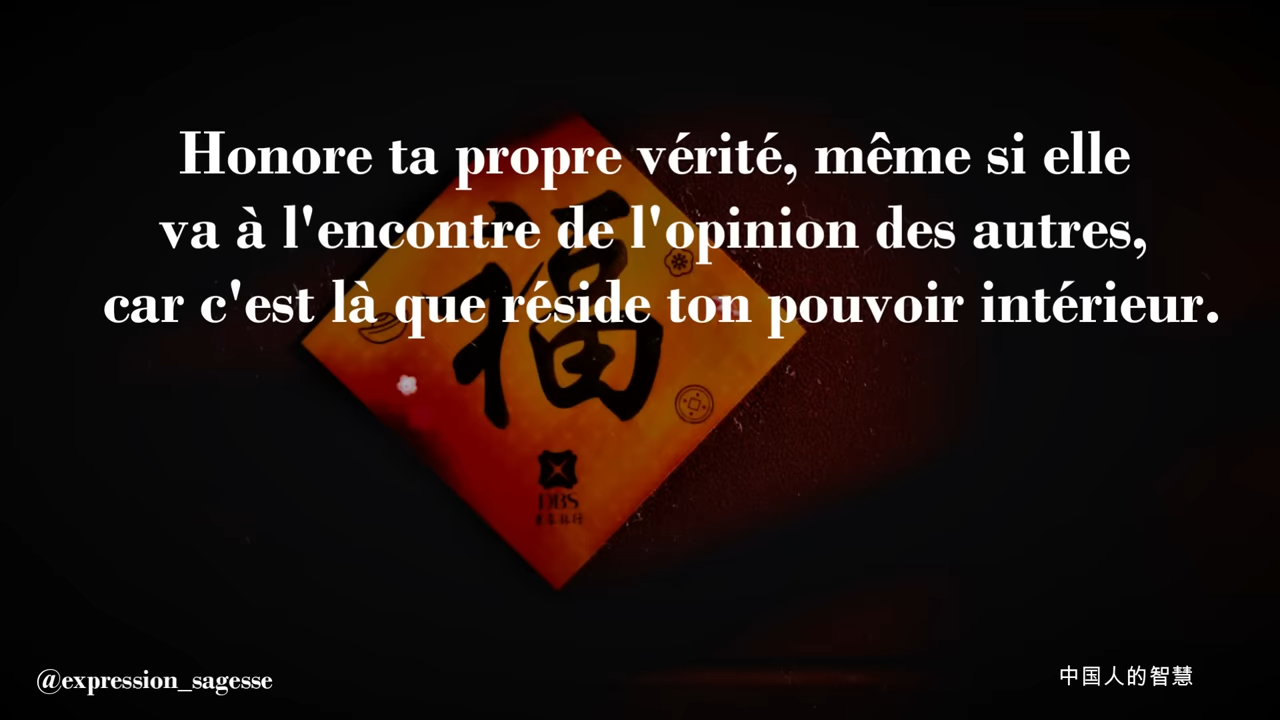 Honore ta propre vérité, même si elle
va à l'encontre de l'opinion des autres,
car c'est là que réside ton pouvoir intérieur.
福
DBS
@expression_sagesse
中国人的智慧